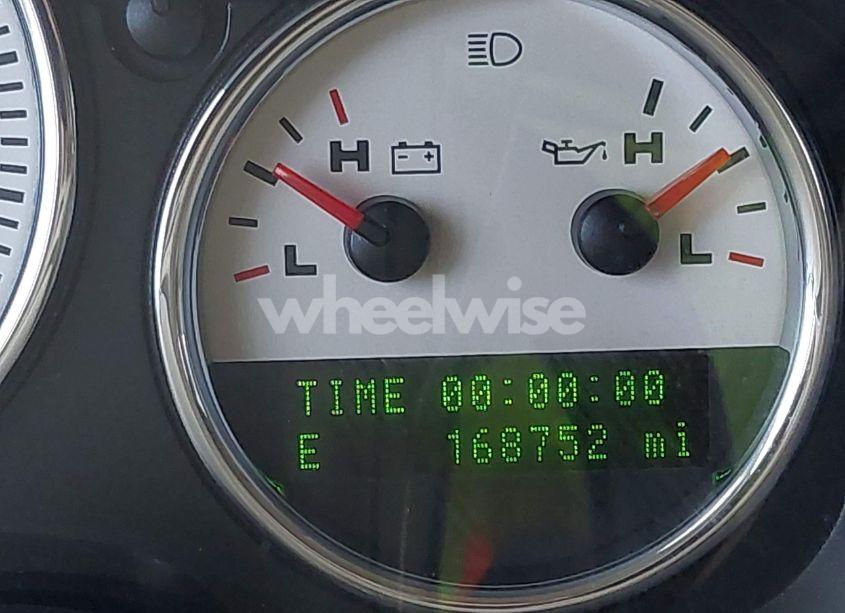 H H
L L
wheelwise
TIME 00:00:00
E 168752 mi